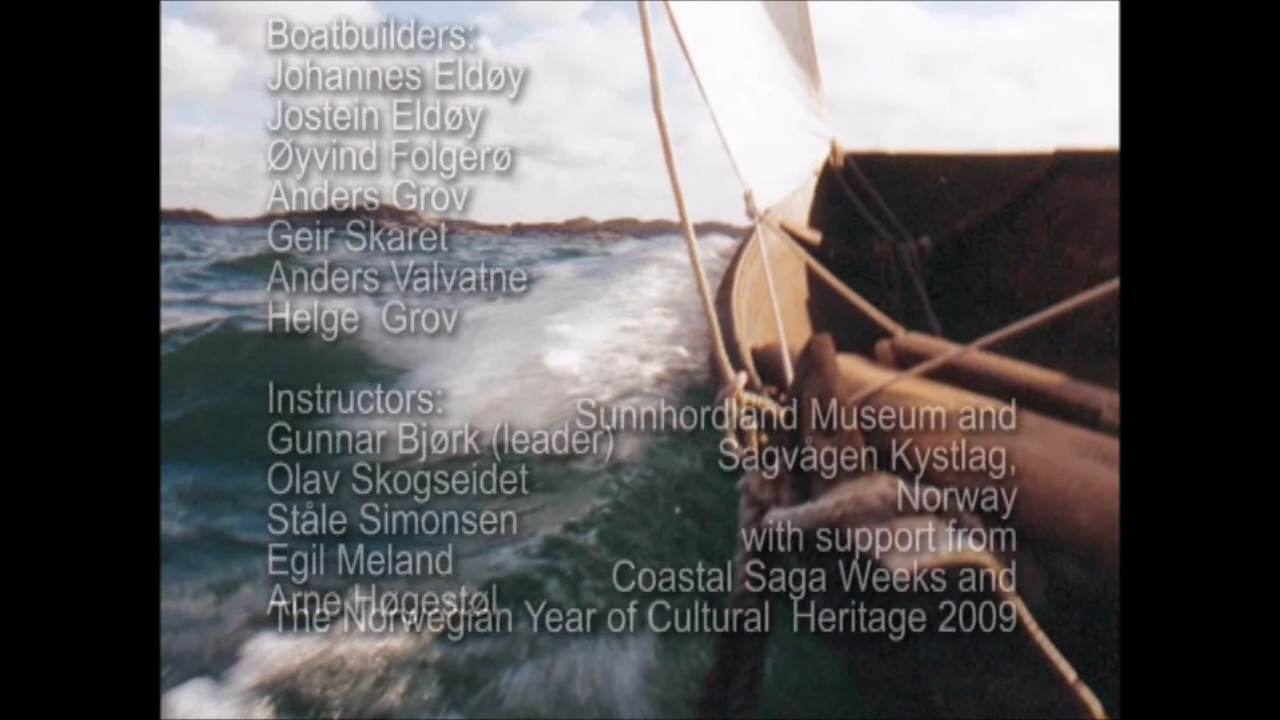 Boatbuilders:
Johannes Eldøy
Jostein Eldøy
Øyvind Folgerø
Anders Grov
Geir Skaret
Anders Valvatne
Helge  Grov
Instructors:
Gunnar Bjørk (leader)
Olav Skogseidet
Ståle Simonsen
Egil Meland
Arne Høgestøl
Sunnhordland Museum and
Sagvågen Kystlag,
Norway
with support from
Coastal Saga Weeks and
The Norwegian Year of Cultural  Heritage 2009